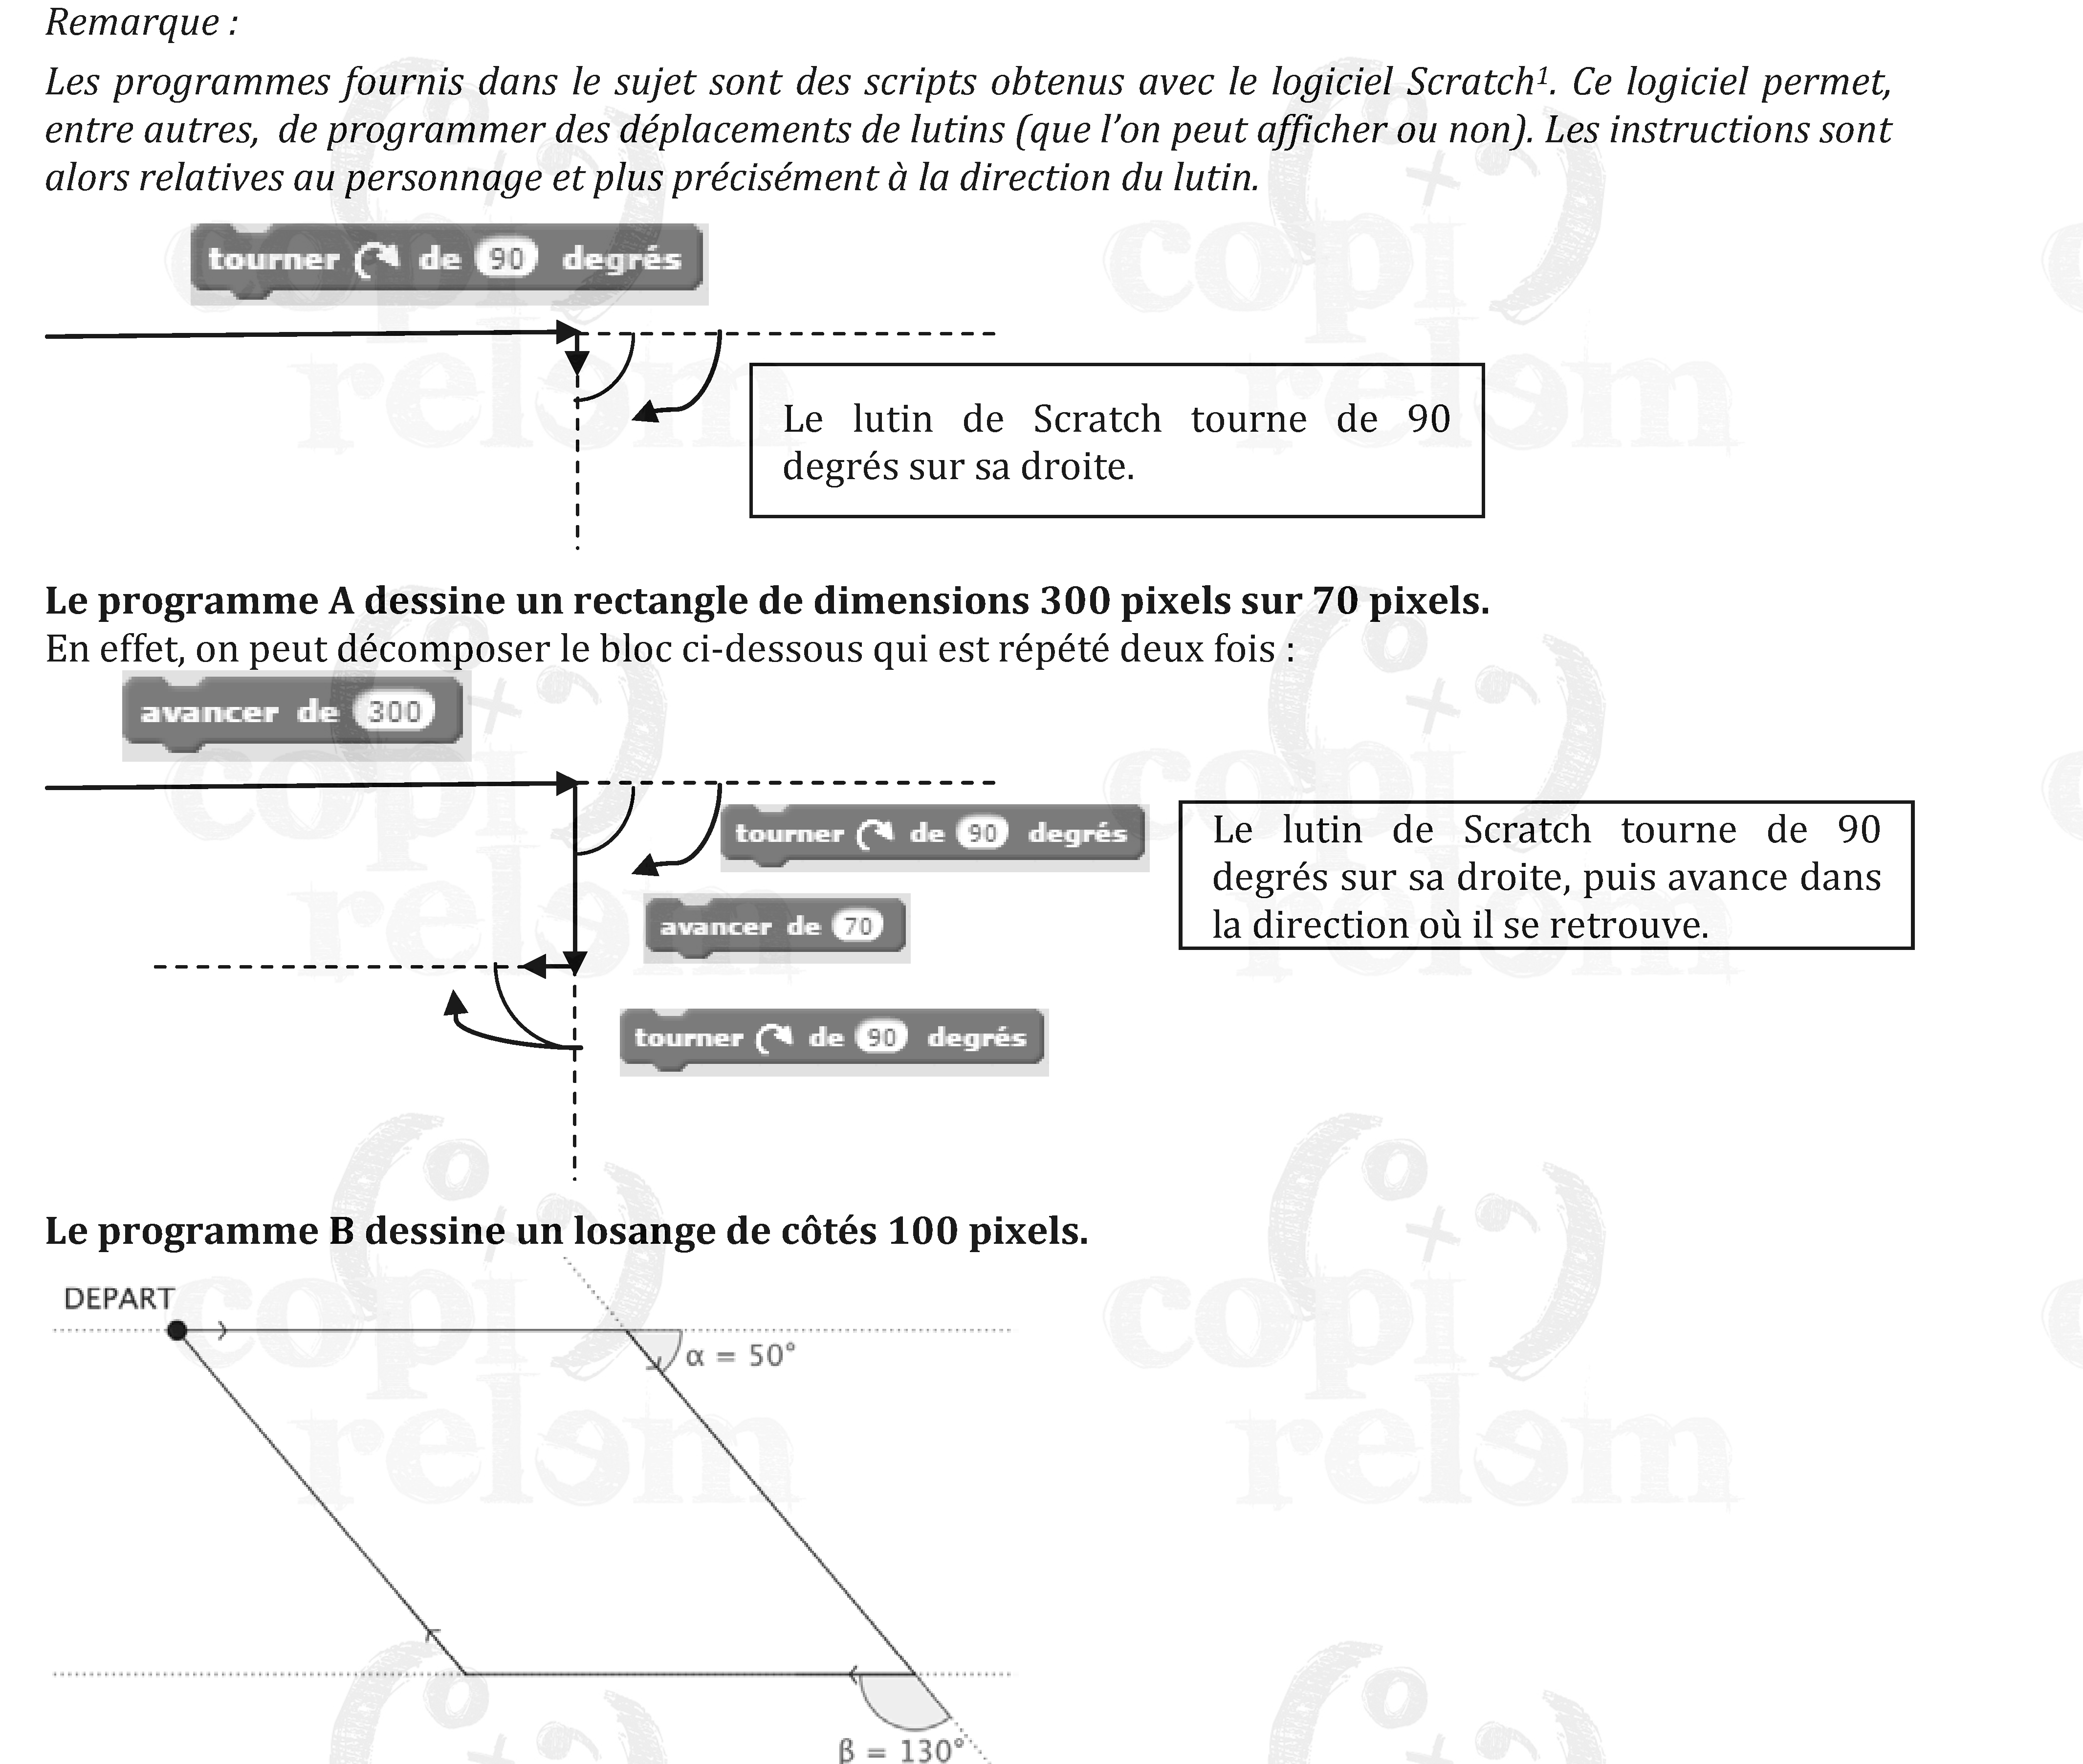 Remarque :
Les programmes fournis dans le sujet sont des scripts obtenus avec le logiciel Scratch¹. Ce logiciel permet,
entre autres, de programmer des déplacements de lutins (que l’on peut afficher ou non). Les instructions sont
alors relatives au personnage et plus précisément à la direction du lutin.
tourner de 90 degrés
Le lutin de Scratch tourne de 90
degrés sur sa droite.
Le programme A dessine un rectangle de dimensions 300 pixels sur 70 pixels.
En effet, on peut décomposer le bloc ci-dessous qui est répété deux fois :
avancer de 300
tourner de 90 degrés
Le lutin de Scratch tourne de 90
degrés sur sa droite, puis avance dans
la direction où il se retrouve.
avancer de 70
tourner de 90 degrés
Le programme B dessine un losange de côtés 100 pixels.
DEPART
α = 50°
β = 130°
copi
relem